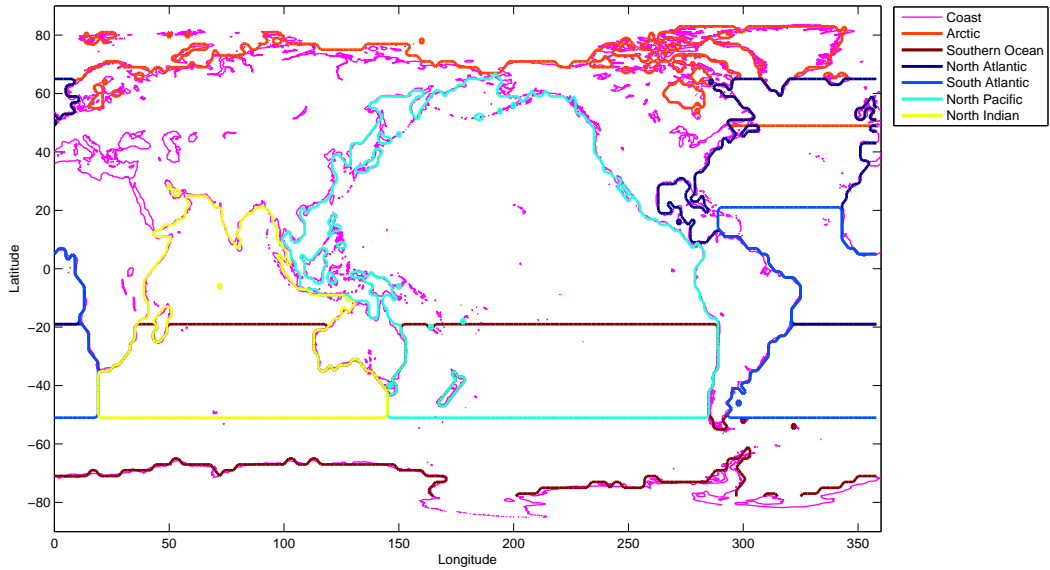 Coast
Arctic
Southern Ocean
North Atlantic
South Atlantic
North Pacific
North Indian
80
60
40
20
0
−20
−40
−60
−80
Latitude
0 50 100 150 200 250 300 350
Longitude